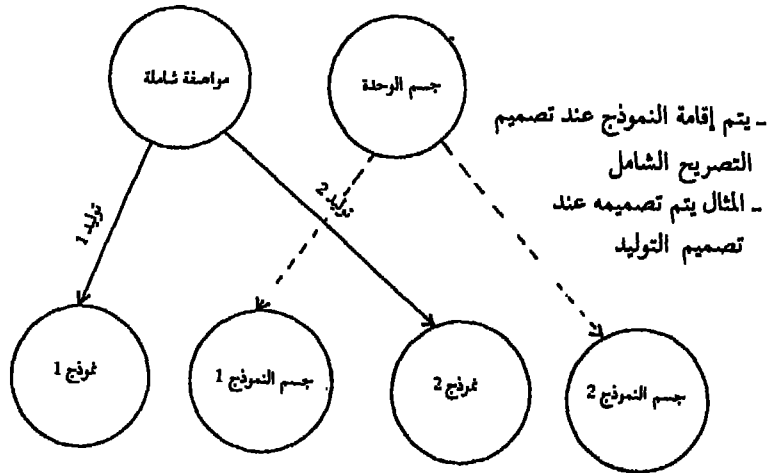 مواصفة شاملة
جسم الوحدة
ـ يتم إقامة النموذج عند تصميم
التصريح الشامل
ـ المثال يتم تصميمه عند
تصميم التوليد
توليد 1
توليد 2
نموذج 1
جسم النموذج 1
نموذج 2
جسم النموذج 2